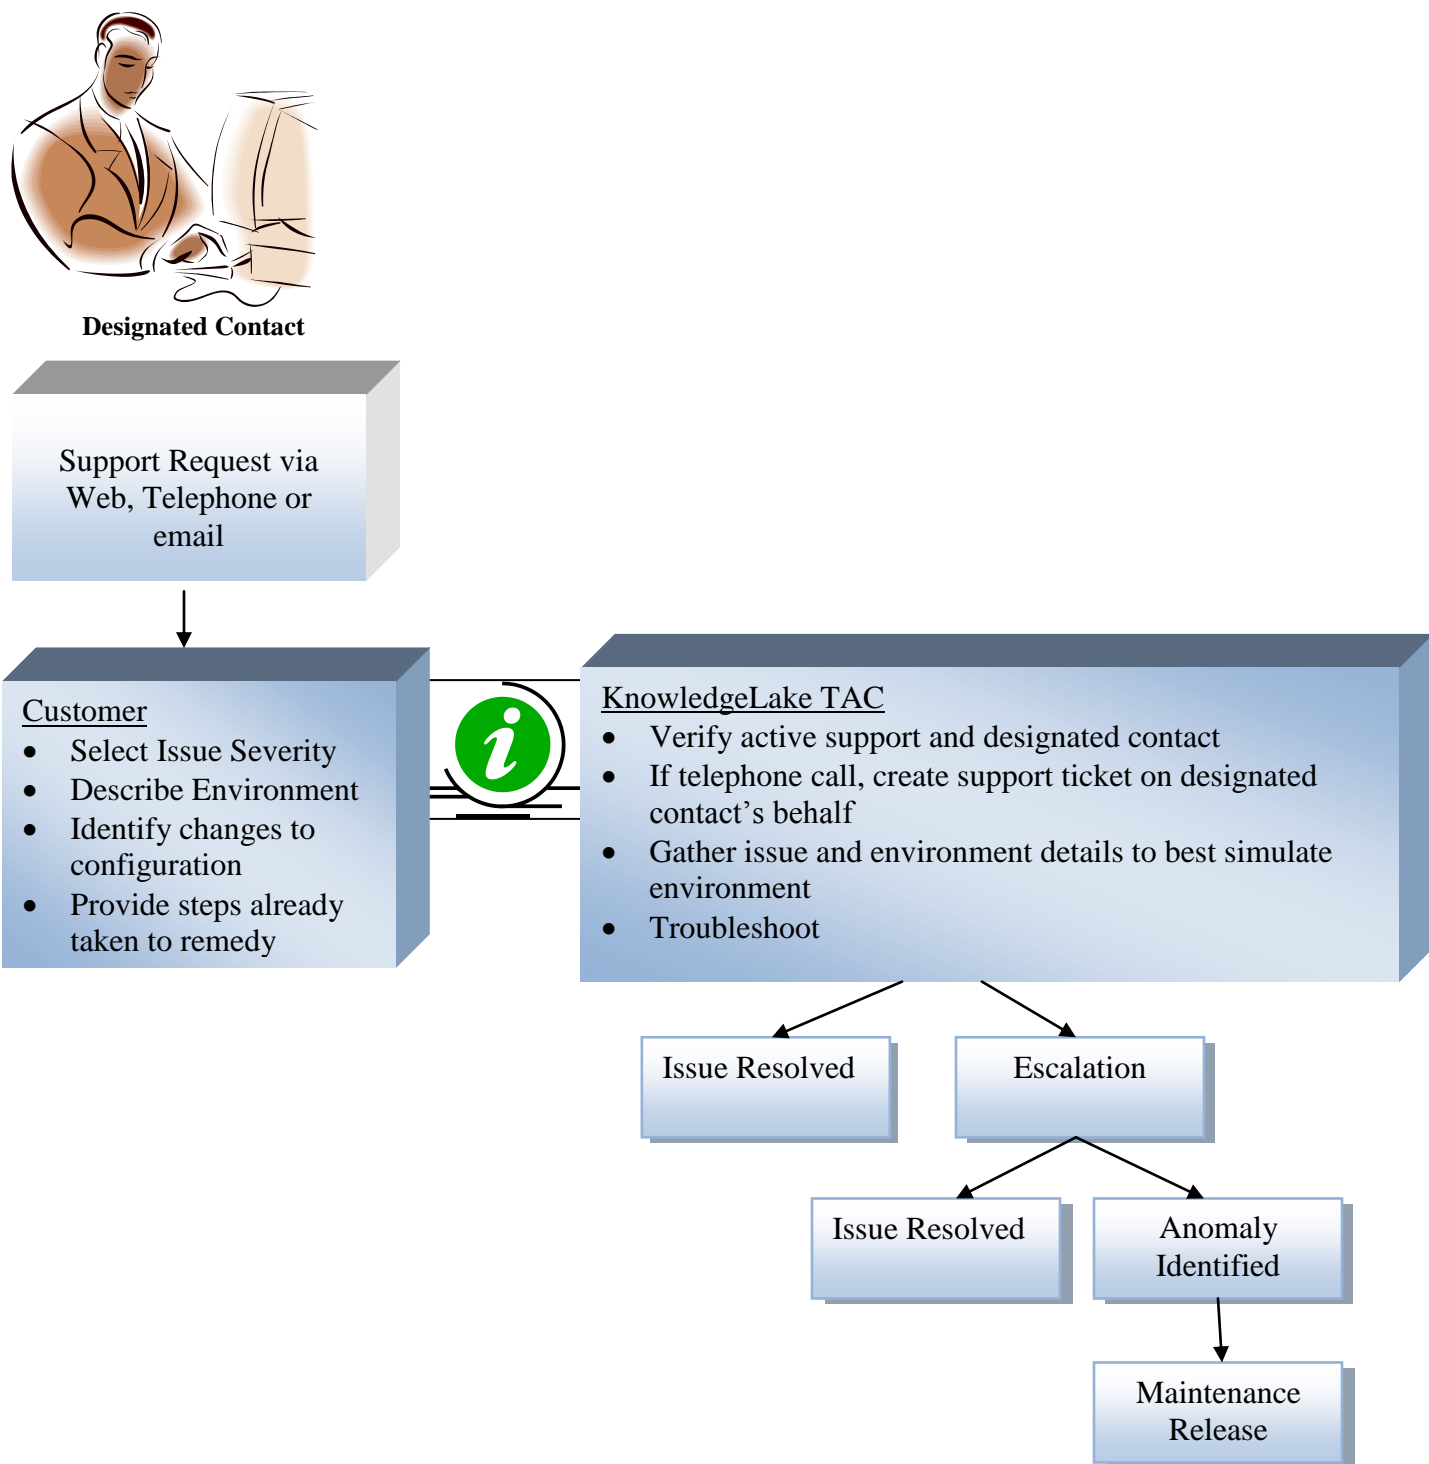 Designated Contact
Support Request via
Web, Telephone or
email
Customer
• Select Issue Severity
• Describe Environment
• Identify changes to
configuration
• Provide steps already
taken to remedy
i
KnowledgeLake TAC
• Verify active support and designated contact
• If telephone call, create support ticket on designated
contact’s behalf
• Gather issue and environment details to best simulate
environment
• Troubleshoot
Issue Resolved
Escalation
Issue Resolved
Anomaly
Identified
Maintenance
Release